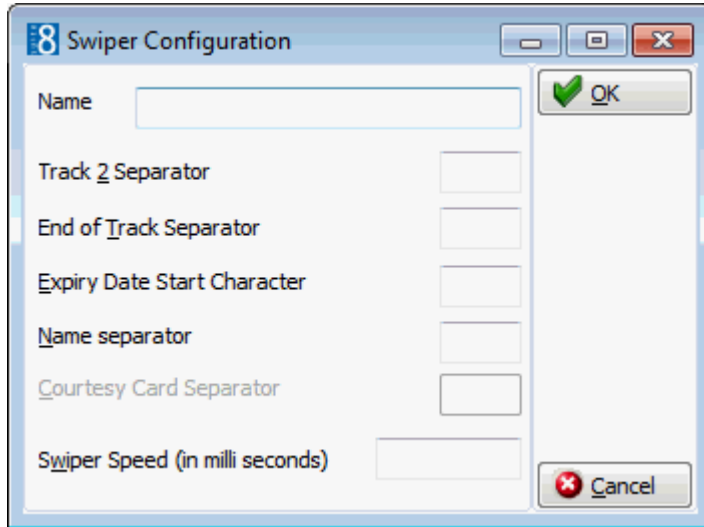 8 Swiper Configuration
Name
OK
Track 2 Separator
End of Track Separator
Expiry Date Start Character
Name separator
Courtesy Card Separator
Swiper Speed (in milli seconds)
Cancel